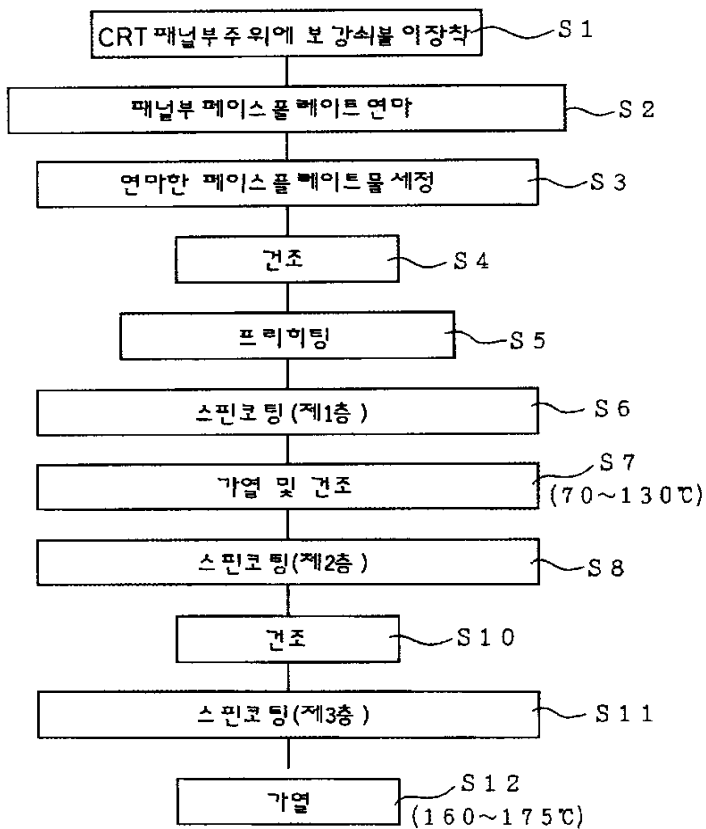 CRT 패널부주위에 보강쇠붙이장착 S1
패널부 페이스플레이트연마 S2
연마한 페이스플레이트물세정 S3
건조 S4
프리히팅 S5
스핀코팅(제1층) S6
가열 및 건조 S7
(70~130℃)
스핀코팅(제2층) S8
건조 S10
스핀코팅(제3층) S11
가열 S12
(160~175℃)